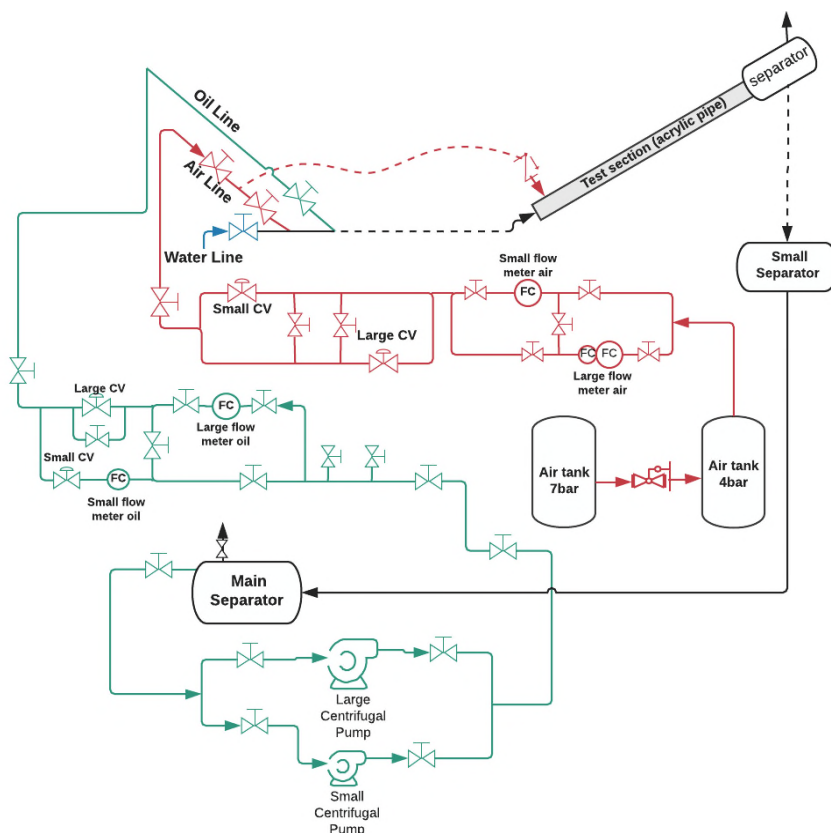 separator
Oil Line
Test section (acrylic pipe)
Air Line
Water Line
Small
Separator
Small flow
meter air
FC
Small CV
Large CV
FC
FC
Large flow
meter air
Large CV
FC
Large flow
meter oil
Small CV
FC
Small flow
meter oil
Air tank
7bar
Air tank
4bar
Main
Separator
Large
Centrifugal
Pump
Small
Centrifugal
Pump